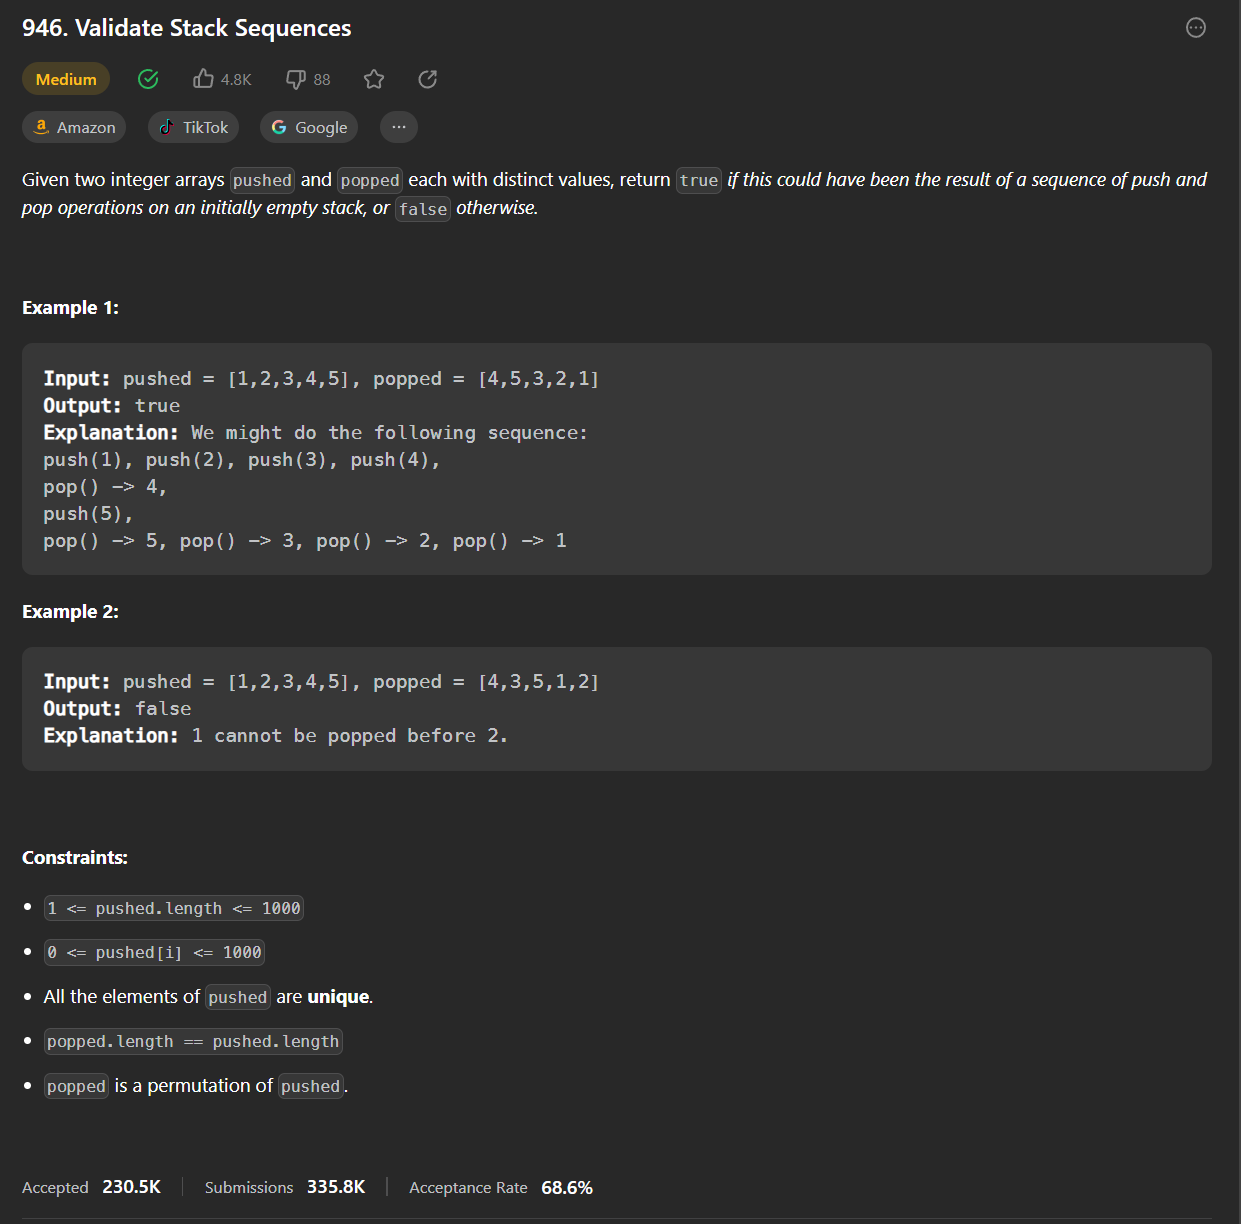 946. Validate Stack Sequences
Medium 4.8K 88
Amazon TikTok Google ...
Given two integer arrays pushed and popped each with distinct values, return true if this could have been the result of a sequence of push and
pop operations on an initially empty stack, or false otherwise.
Example 1:
Input: pushed = [1,2,3,4,5], popped = [4,5,3,2,1]
Output: true
Explanation: We might do the following sequence:
push(1), push(2), push(3), push(4),
pop() -> 4,
push(5),
pop() -> 5, pop() -> 3, pop() -> 2, pop() -> 1
Example 2:
Input: pushed = [1,2,3,4,5], popped = [4,3,5,1,2]
Output: false
Explanation: 1 cannot be popped before 2.
Constraints:
• 1 <= pushed.length <= 1000
• 0 <= pushed[i] <= 1000
• All the elements of pushed are unique.
• popped.length == pushed.length
• popped is a permutation of pushed.
Accepted 230.5K | Submissions 335.8K | Acceptance Rate 68.6%